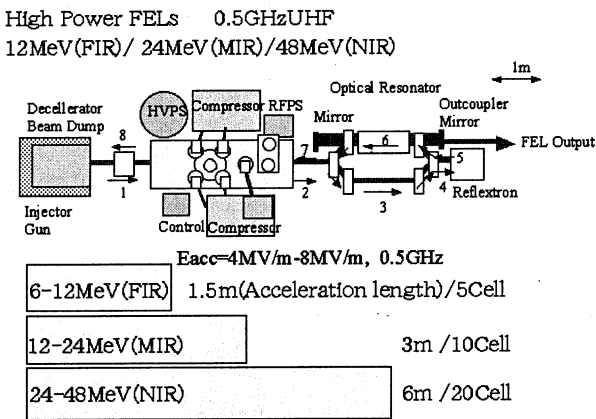 High Power FELs 0.5GHzUHF
12MeV(FIR)/ 24MeV(MIR)/48MeV(NIR)
1m
Optical Resonator
Decellerator
Beam Dump
HVPS
Compressor
RFPS
Mirror
Outcoupler
Mirror
FEL Output
8
7
6
5
1
2
3
4
Reflextron
Injector
Gun
Control
Compressor
Eacc=4MV/m-8MV/m, 0.5GHz
6-12MeV(FIR) 1.5m(Acceleration length)/5Cell
12-24MeV(MIR) 3m /10Cell
24-48MeV(NIR) 6m /20Cell